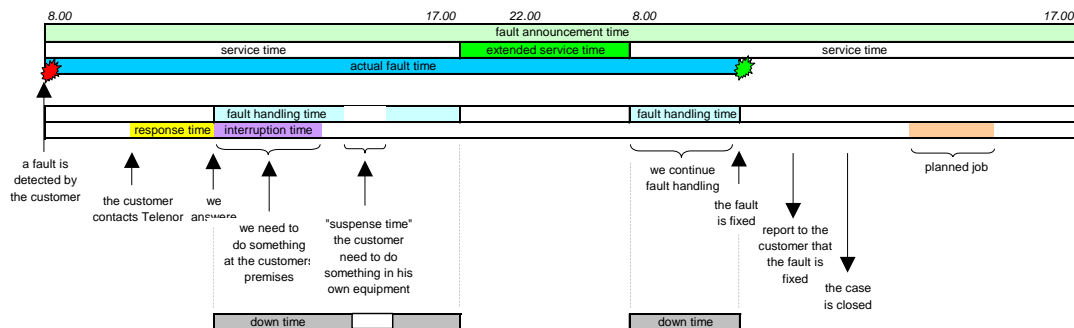 8.00 17.00 22.00 8.00 17.00
fault announcement time
service time extended service time service time
actual fault time
fault handling time fault handling time
response time interruption time
a fault is
detected by
the customer
the customer
contacts Telenor
we
answere
we need to
do something
at the customers
premises
"suspense time"
the customer
need to do
something in his
own equipment
we continue
fault handling
the fault
is fixed
report to the
customer that
the fault is
fixed
the case
is closed
planned job
down time down time